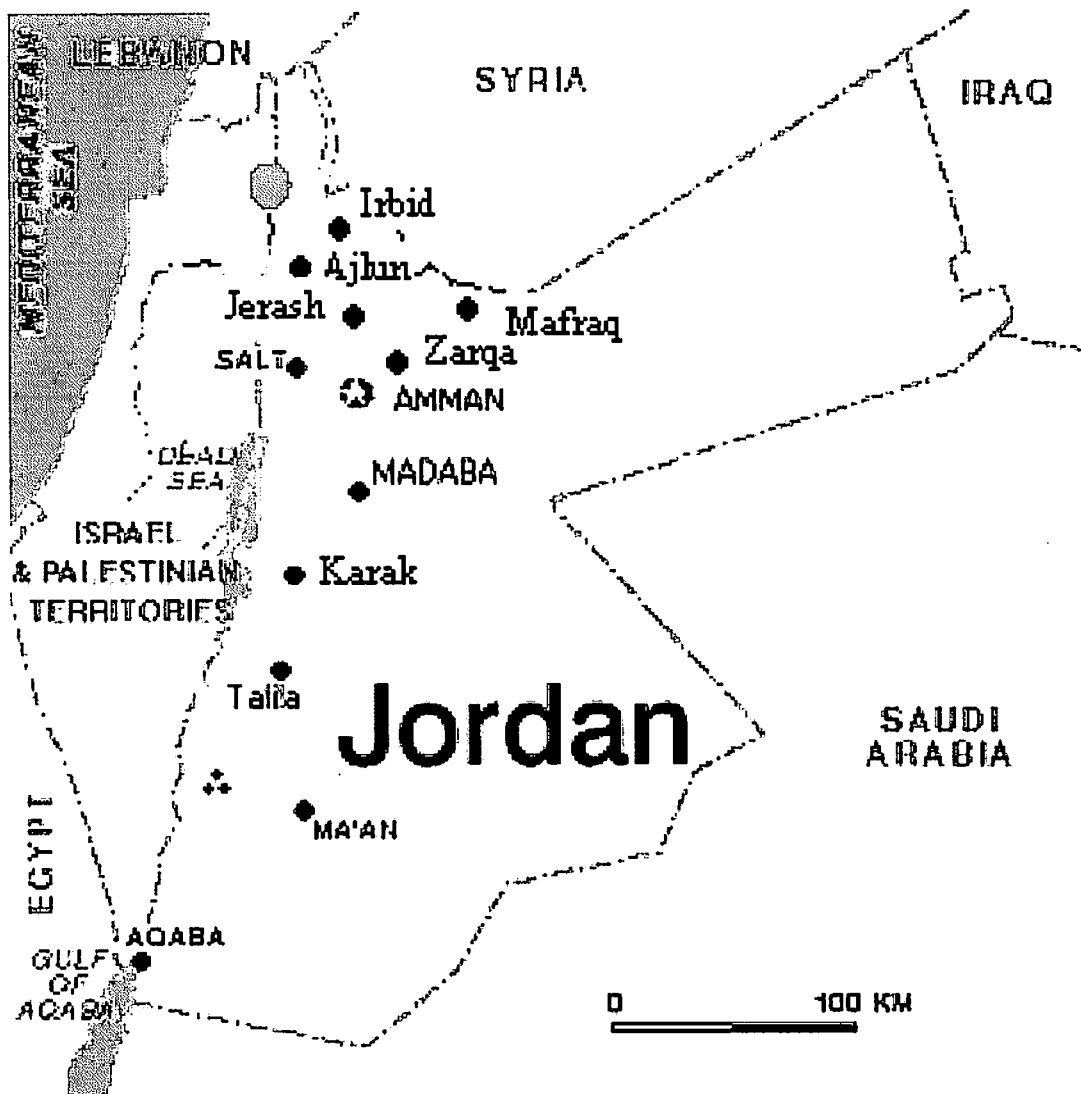 LEBANON
SYRIA
IRAQ
MEDITERRANEAN
SEA
Irbid
Ajlun
Jerash
Mafraq
SALT
Zarqa
AMMAN
DEAD
SEA
MADABA
ISRAEL
& PALESTINIAN
TERRITORIES
Karak
Tafila
Jordan
SAUDI
ARABIA
MA'AN
EGYPT
AQABA
GULF
OF
AQABA
0 100 KM